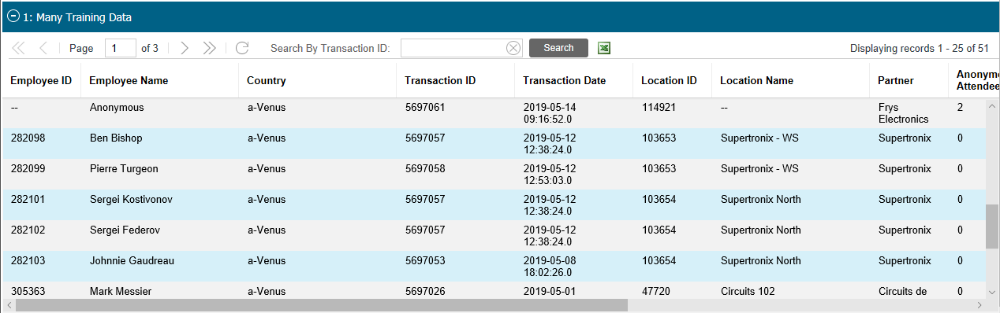 1: Many Training Data
Page 1 of 3 Search By Transaction ID: Search Displaying records 1 - 25 of 51
Employee ID Employee Name Country Transaction ID Transaction Date Location ID Location Name Partner Anonymo
Attendee
-- Anonymous a-Venus 5697061 2019-05-14 114921 -- Frys 2
09:16:52.0 Electronics
282098 Ben Bishop a-Venus 5697057 2019-05-12 103653 Supertronix - WS Supertronix 0
12:38:24.0
282099 Pierre Turgeon a-Venus 5697058 2019-05-12 103653 Supertronix - WS Supertronix 0
12:53:03.0
282101 Sergei Kostivonov a-Venus 5697057 2019-05-12 103654 Supertronix North Supertronix 0
12:38:24.0
282102 Sergei Federov a-Venus 5697057 2019-05-12 103654 Supertronix North Supertronix 0
12:38:24.0
282103 Johnnie Gaudreau a-Venus 5697053 2019-05-08 103654 Supertronix North Supertronix 0
18:02:26.0
305363 Mark Messier a-Venus 5697026 2019-05-01 47720 Circuits 102 Circuits de 0